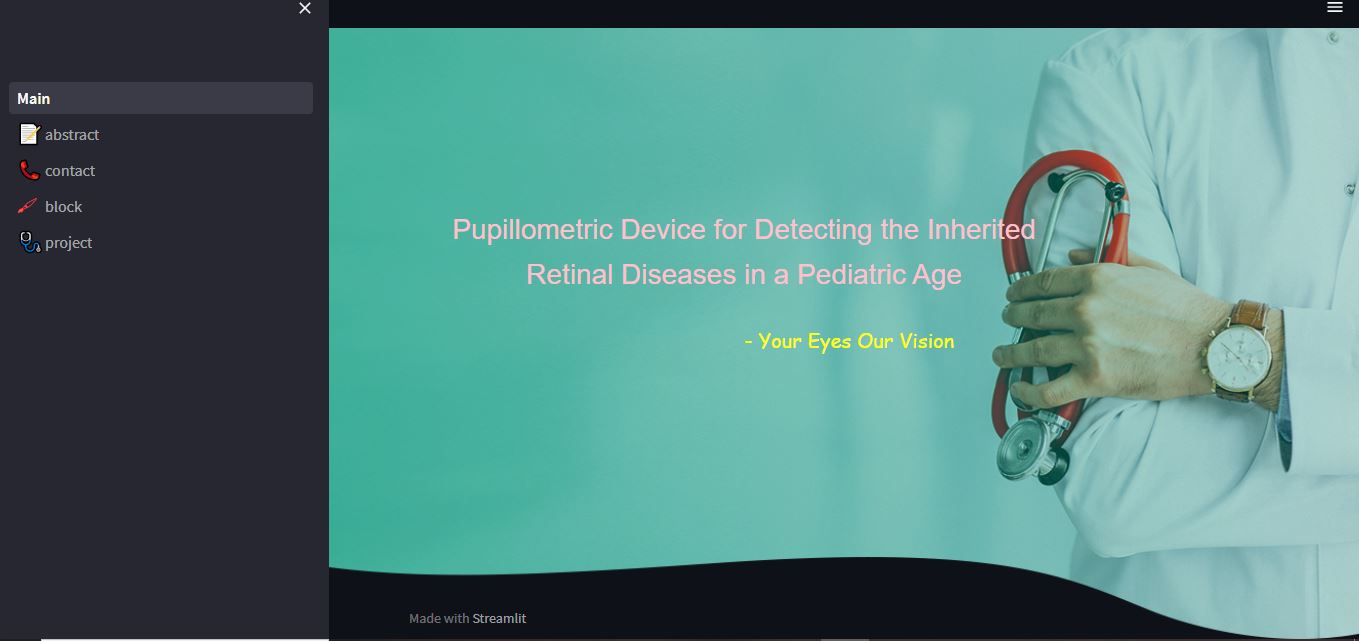 Main
abstract
contact
block
project
Pupillometric Device for Detecting the Inherited
Retinal Diseases in a Pediatric Age
- Your Eyes Our Vision
Made with Streamlit